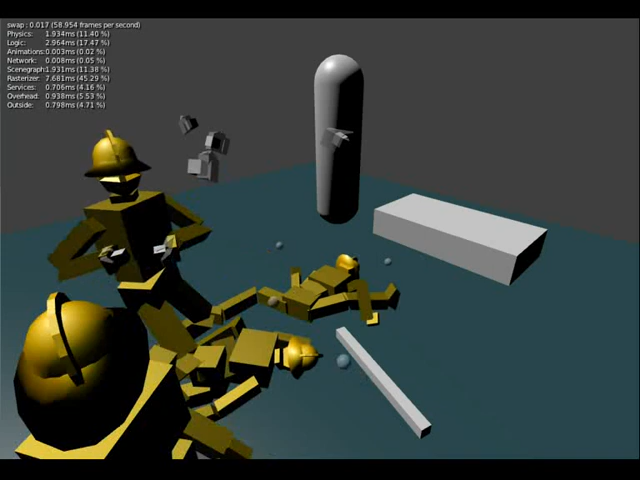 swap : 0.017 (58.954 frames per second)
Physics: 1.934ms (11.40 %)
Logic: 2.964ms (17.47 %)
Animations:0.003ms (0.02 %)
Network: 0.008ms (0.05 %)
Scenegraph:1.931ms (11.38 %)
Rasterizer: 7.681ms (45.29 %)
Services: 0.706ms (4.16 %)
Overhead: 0.938ms (5.53 %)
Outside: 0.798ms (4.71 %)